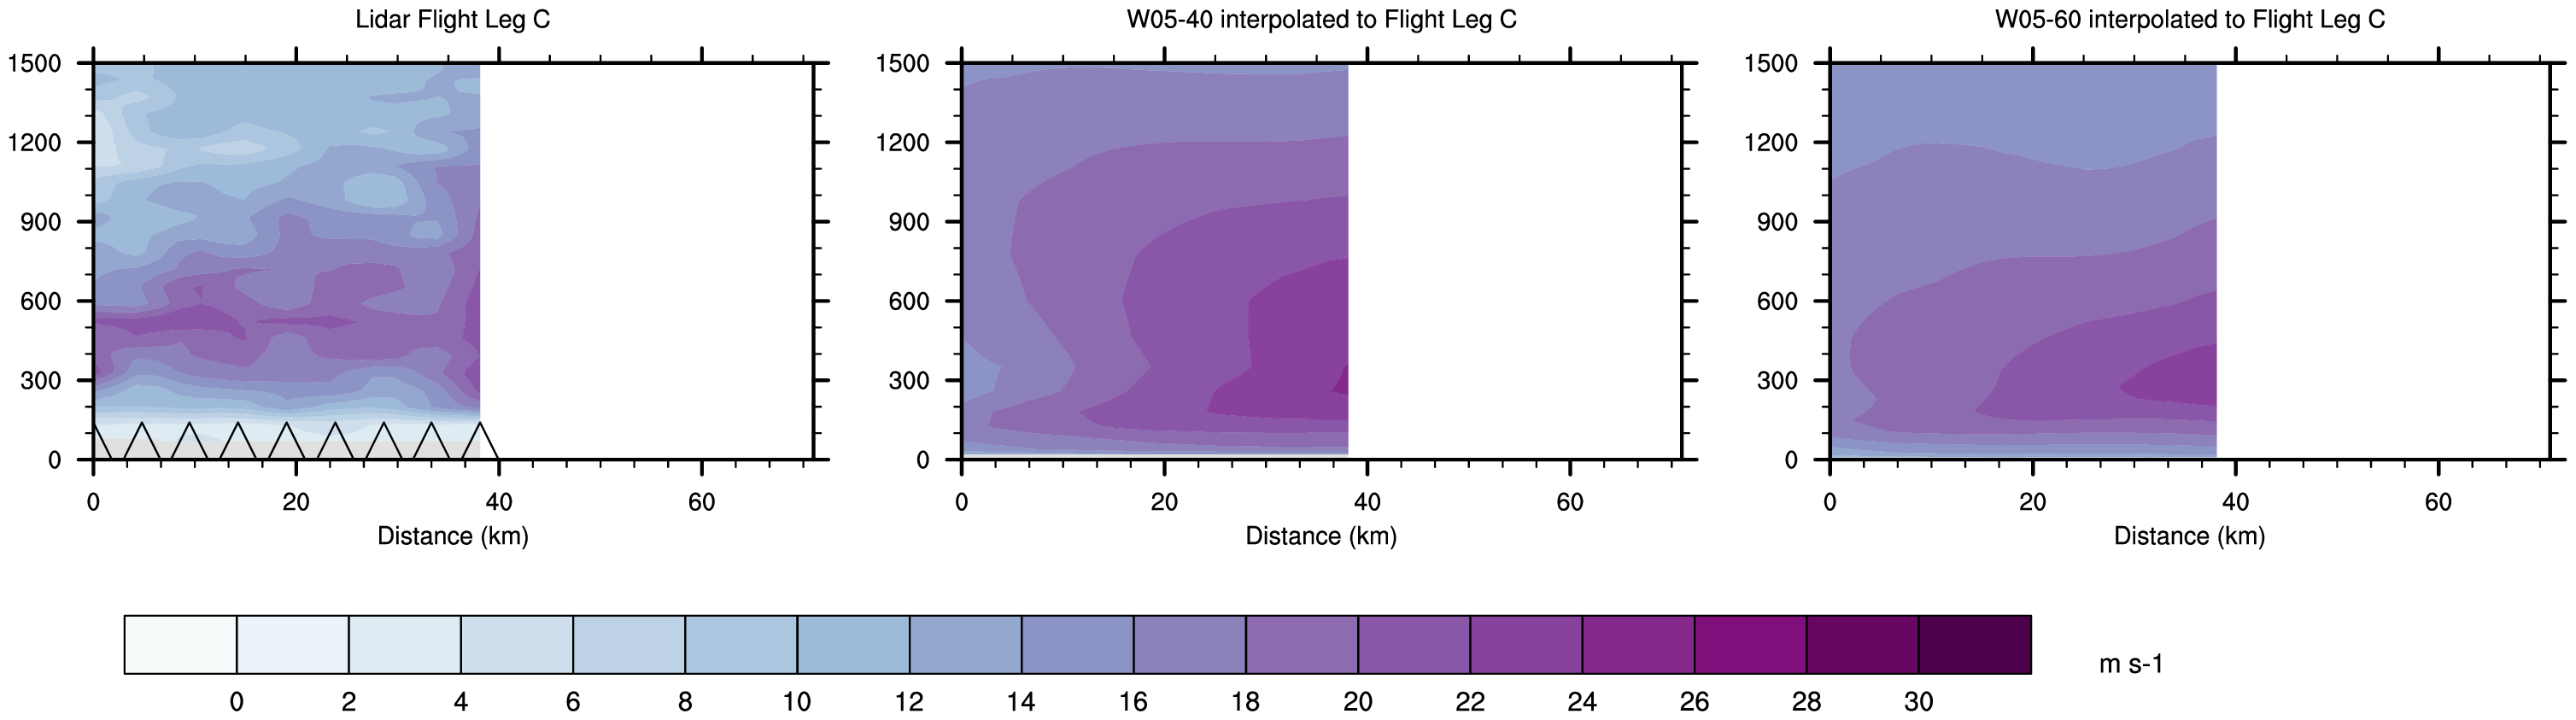 Lidar Flight Leg C W05-40 interpolated to Flight Leg C W05-60 interpolated to Flight Leg C
1500 1500 1500
1200 1200 1200
900 900 900
600 600 600
300 300 300
0 0 0
0 20 40 60 0 20 40 60 0 20 40 60
Distance (km) Distance (km) Distance (km)
m s-1
0 2 4 6 8 10 12 14 16 18 20 22 24 26 28 30